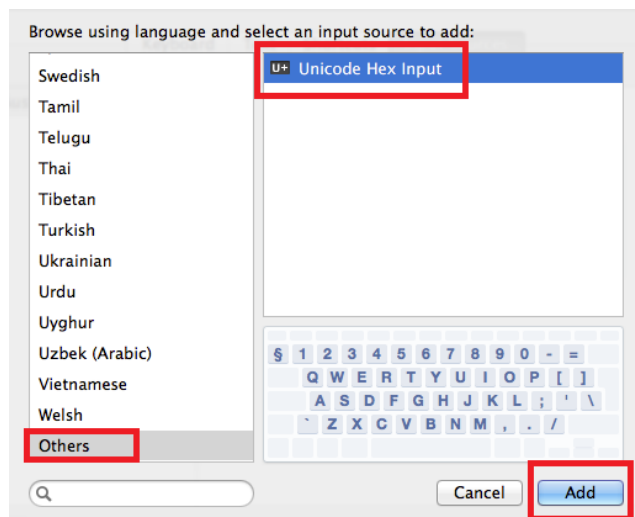 Browse using language and select an input source to add:
Swedish
Tamil
Telugu
Thai
Tibetan
Turkish
Ukrainian
Urdu
Uyghur
Uzbek (Arabic)
Vietnamese
Welsh
Others
U+ Unicode Hex Input
§ 1 2 3 4 5 6 7 8 9 0 - =
Q W E R T Y U I O P [ ]
A S D F G H J K L ; ' \
` Z X C V B N M , . /
Cancel Add